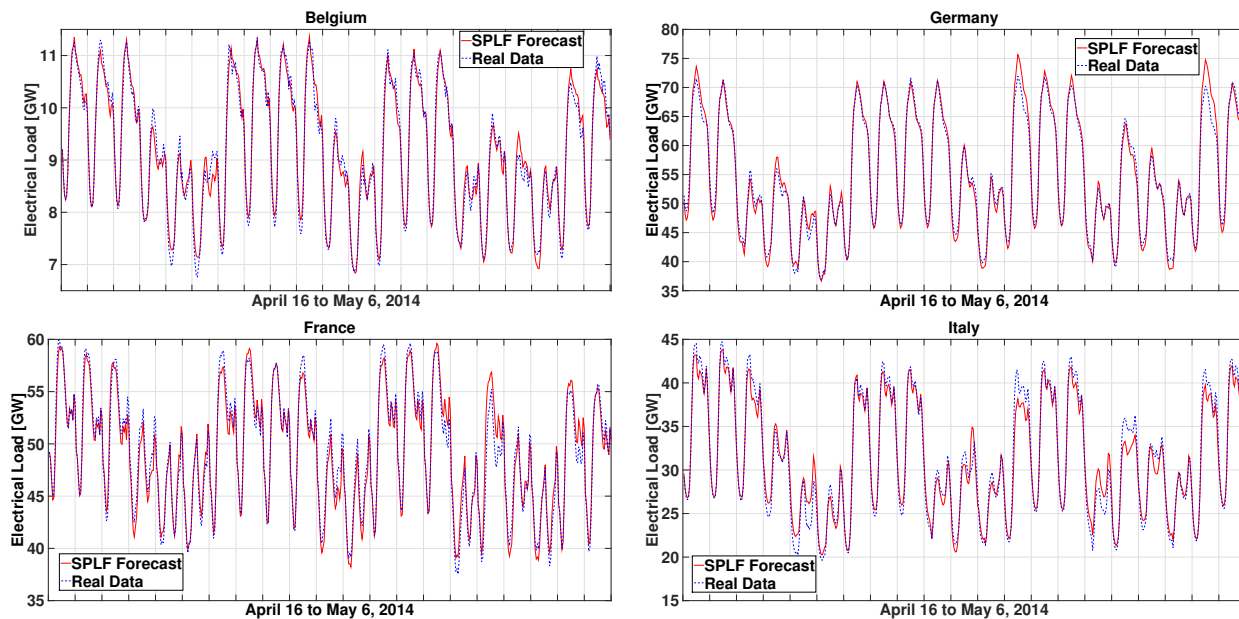 Belgium
Electrical Load [GW]
11
10
9
8
7
SPLF Forecast
Real Data
April 16 to May 6, 2014
Germany
Electrical Load [GW]
80
75
70
65
60
55
50
45
40
35
SPLF Forecast
Real Data
April 16 to May 6, 2014
France
Electrical Load [GW]
60
55
50
45
40
35
SPLF Forecast
Real Data
April 16 to May 6, 2014
Italy
Electrical Load [GW]
45
40
35
30
25
20
15
SPLF Forecast
Real Data
April 16 to May 6, 2014